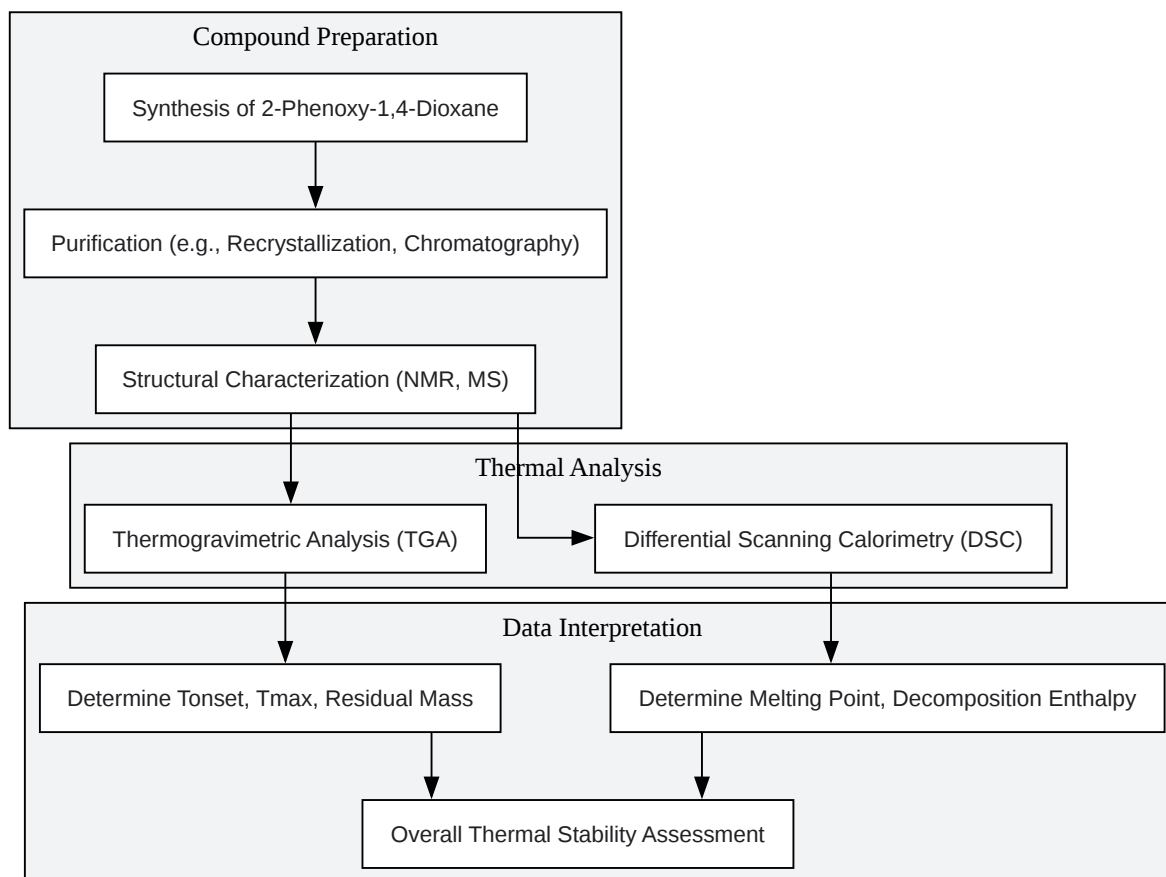 Compound Preparation
Synthesis of 2-Phenoxy-1,4-Dioxane
Purification (e.g., Recrystallization, Chromatography)
Structural Characterization (NMR, MS)
Thermal Analysis
Thermogravimetric Analysis (TGA)
Differential Scanning Calorimetry (DSC)
Data Interpretation
Determine Tonset, Tmax, Residual Mass
Determine Melting Point, Decomposition Enthalpy
Overall Thermal Stability Assessment